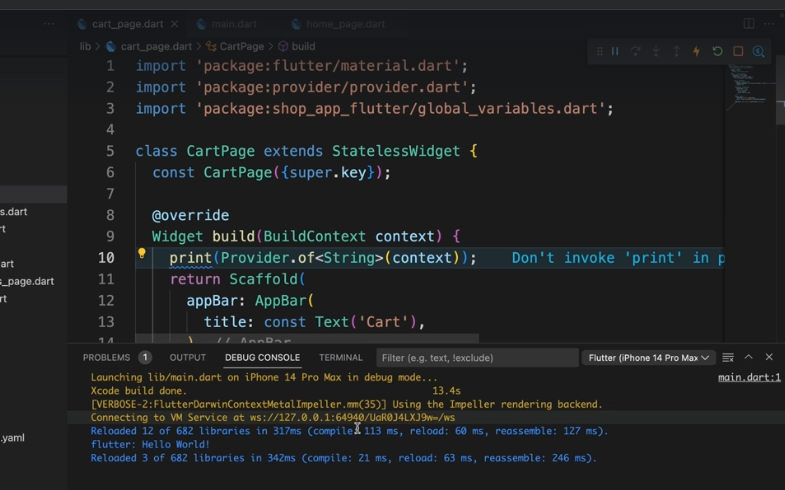 cart_page.dart
main.dart
home_page.dart
lib > cart_page.dart > CartPage > build
1 import 'package:flutter/material.dart';
2 import 'package:provider/provider.dart';
3 import 'package:shop_app_flutter/global_variables.dart';
4
5 class CartPage extends StatelessWidget {
6 const CartPage({super.key});
7
8 @override
9 Widget build(BuildContext context) {
10 print(Provider.of<String>(context)); Don't invoke 'print' in p
11 return Scaffold(
12 appBar: AppBar(
13 title: const Text('Cart'),
14 ) // AppBar
s.dart
rt
art
s_page.dart
rt
.yaml
PROBLEMS 1 OUTPUT DEBUG CONSOLE TERMINAL Filter (e.g. text, !exclude) Flutter (iPhone 14 Pro Max
Launching lib/main.dart on iPhone 14 Pro Max in debug mode... main.dart:1
Xcode build done. 13.4s
[VERBOSE-2:FlutterDarwinContextMetalImpeller.mm(35)] Using the Impeller rendering backend.
Connecting to VM Service at ws://127.0.0.1:64940/UaR0J4LXJ9w=/ws
Reloaded 12 of 682 libraries in 317ms (compile: 113 ms, reload: 60 ms, reassemble: 127 ms).
flutter: Hello World!
Reloaded 3 of 682 libraries in 342ms (compile: 21 ms, reload: 63 ms, reassemble: 246 ms).